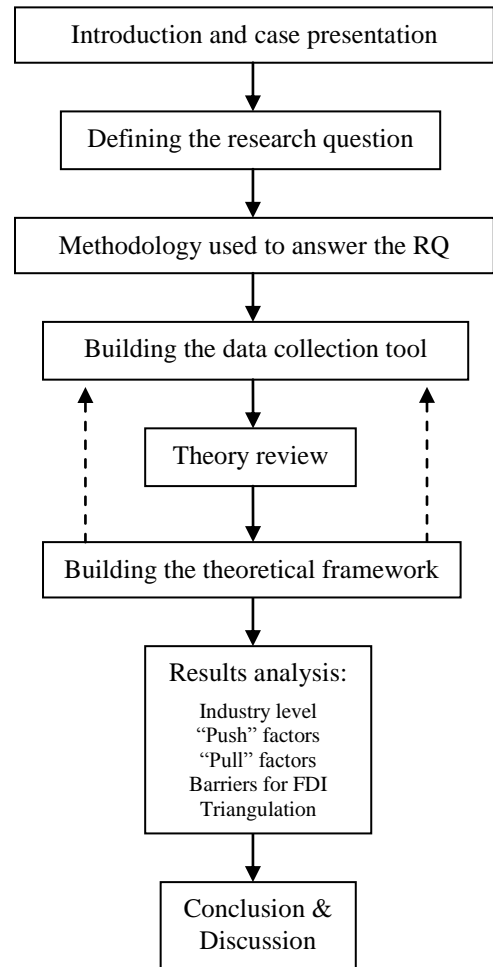 Introduction and case presentation
Defining the research question
Methodology used to answer the RQ
Building the data collection tool
Theory review
Building the theoretical framework
Results analysis:
Industry level
“Push” factors
“Pull” factors
Barriers for FDI
Triangulation
Conclusion &
Discussion